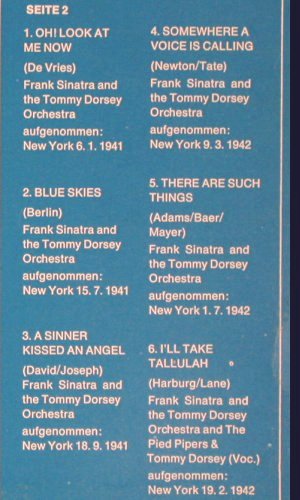 SEITE 2
1. OH! LOOK AT
ME NOW
(De Vries)
Frank Sinatra and
the Tommy Dorsey
Orchestra
aufgenommen:
New York 6. 1. 1941
2. BLUE SKIES
(Berlin)
Frank Sinatra and
the Tommy Dorsey
Orchestra
aufgenommen:
New York 15. 7. 1941
3. A SINNER
KISSED AN ANGEL
(David/Joseph)
Frank Sinatra and
the Tommy Dorsey
Orchestra
aufgenommen:
New York 18. 9. 1941
4. SOMEWHERE A
VOICE IS CALLING
(Newton/Tate)
Frank Sinatra and
the Tommy Dorsey
Orchestra
aufgenommen:
New York 9. 3. 1942
5. THERE ARE SUCH
THINGS
(Adams/Baer/
Mayer)
Frank Sinatra and
the Tommy Dorsey
Orchestra
aufgenommen:
New York 1. 7. 1942
6. I'LL TAKE
TALLULAH
(Harburg/Lane)
Frank Sinatra and
the Tommy Dorsey
Orchestra and The
Pied Pipers &
Tommy Dorsey (Voc.)
aufgenommen:
New York 19. 2. 1942